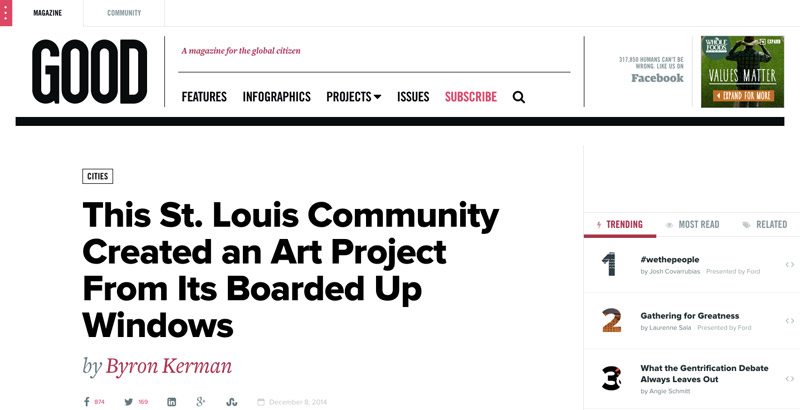 MAGAZINE
COMMUNITY
GOOD
A magazine for the global citizen
FEATURES
INFOGRAPHICS
PROJECTS
ISSUES
SUBSCRIBE
317,650 HUMANS CAN'T BE
WRONG. LIKE US ON
Facebook
WHOLE
FOODS
EXPAND
VALUES MATTER
EXPAND FOR MORE
CITIES
This St. Louis Community
Created an Art Project
From Its Boarded Up
Windows
by Byron Kerman
874
169
December 8, 2014
TRENDING
MOST READ
RELATED
1
#wethepeople
by Josh Covarrubias · Presented by Ford
2
Gathering for Greatness
by Laurenne Sala · Presented by Ford
3
What the Gentrification Debate
Always Leaves Out
by Angie Schmitt